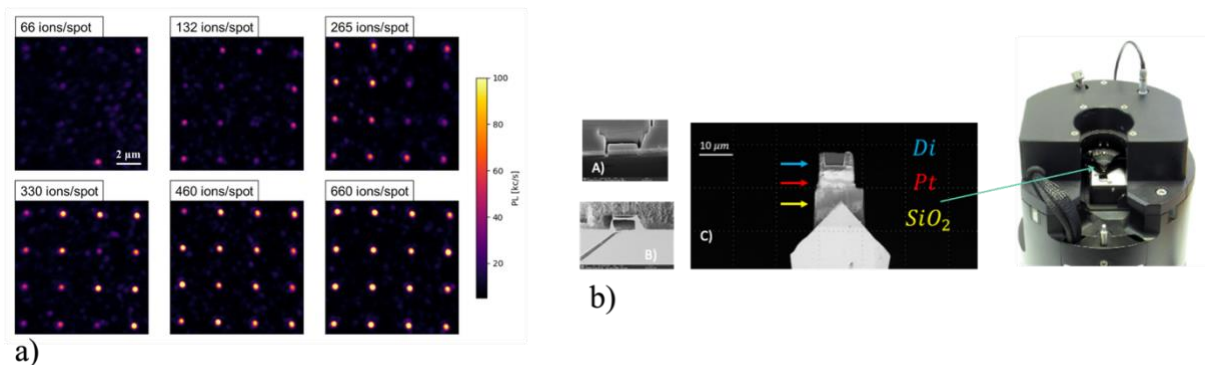 66 ions/spot
132 ions/spot
265 ions/spot
2 μm
330 ions/spot
460 ions/spot
660 ions/spot
100
80
60
40
20
PL [kc/s]
a)
A)
B)
10 μm
C)
Di
Pt
SiO₂
b)